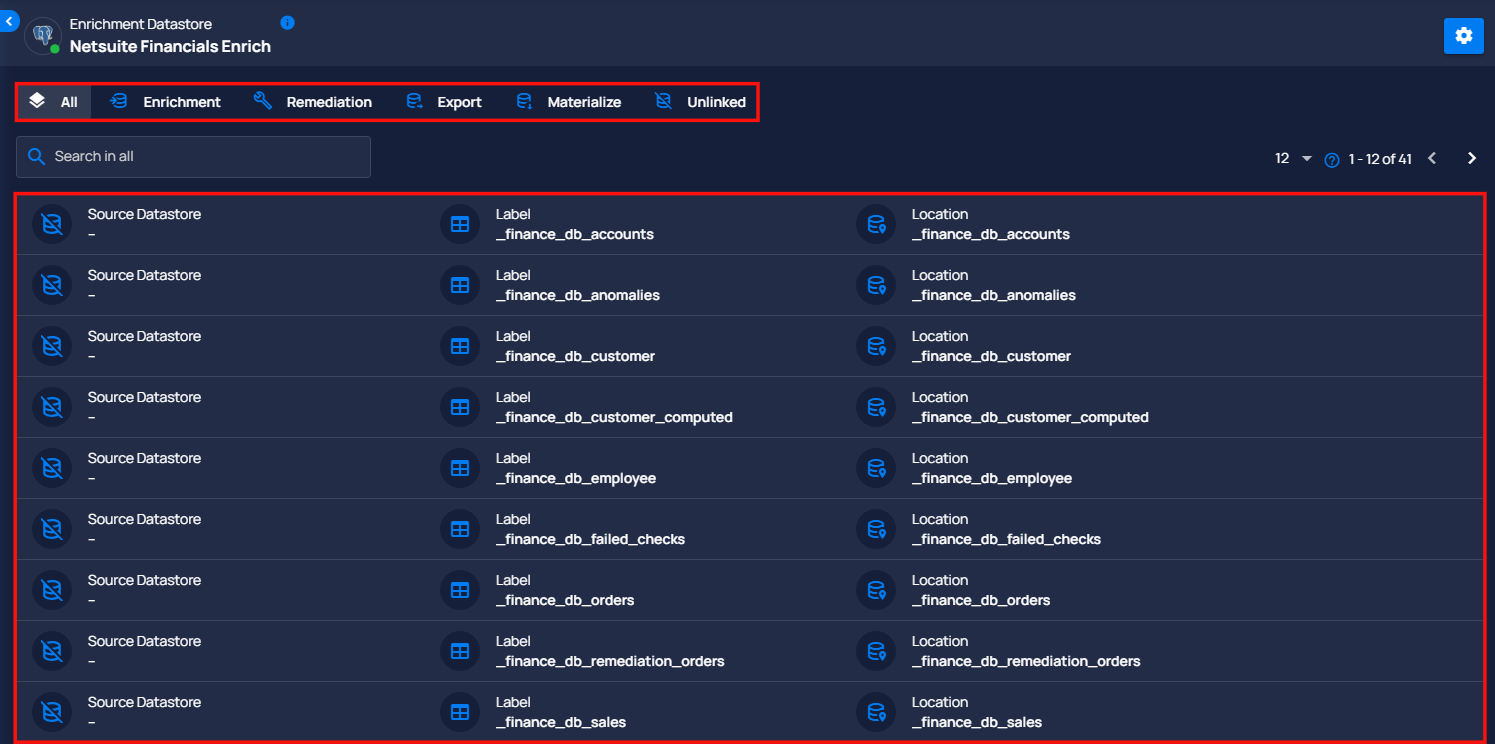 Enrichment Datastore
Netsuite Financials Enrich
All Enrichment Remediation Export Materialize Unlinked
Search in all
12 1 - 12 of 41
Source Datastore Label Location
– _finance_db_accounts _finance_db_accounts
Source Datastore Label Location
– _finance_db_anomalies _finance_db_anomalies
Source Datastore Label Location
– _finance_db_customer _finance_db_customer
Source Datastore Label Location
– _finance_db_customer_computed _finance_db_customer_computed
Source Datastore Label Location
– _finance_db_employee _finance_db_employee
Source Datastore Label Location
– _finance_db_failed_checks _finance_db_failed_checks
Source Datastore Label Location
– _finance_db_orders _finance_db_orders
Source Datastore Label Location
– _finance_db_remediation_orders _finance_db_remediation_orders
Source Datastore Label Location
– _finance_db_sales _finance_db_sales